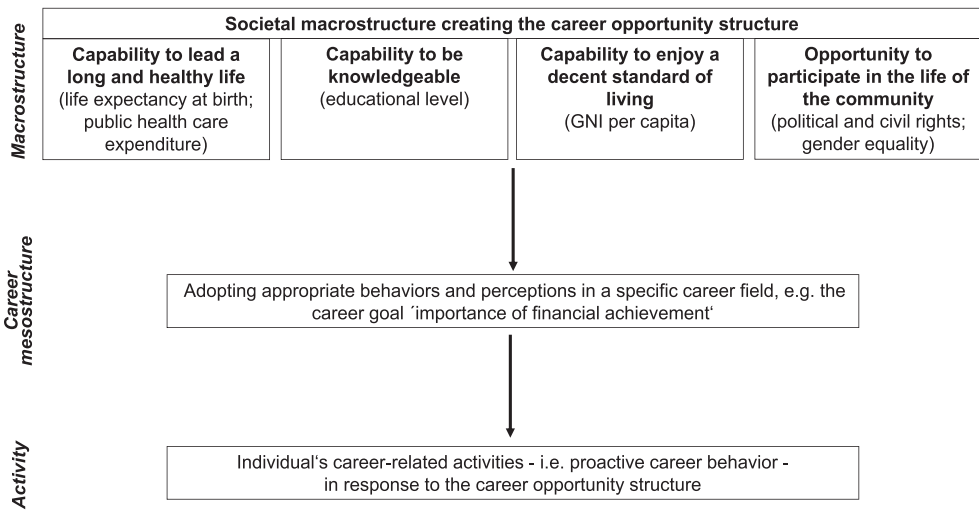 Societal macrostructure creating the career opportunity structure
Macrostructure
Capability to lead a
long and healthy life
(life expectancy at birth;
public health care
expenditure)
Capability to be
knowledgeable
(educational level)
Capability to enjoy a
decent standard of
living
(GNI per capita)
Opportunity to
participate in the life of
the community
(political and civil rights;
gender equality)
Career
mesostructure
Adopting appropriate behaviors and perceptions in a specific career field, e.g. the
career goal ´importance of financial achievement‘
Activity
Individual‘s career-related activities - i.e. proactive career behavior -
in response to the career opportunity structure